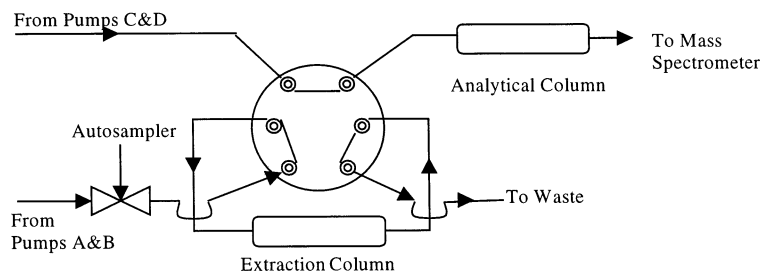 From Pumps C&D
To Mass
Spectrometer
Analytical Column
Autosampler
To Waste
From
Pumps A&B
Extraction Column